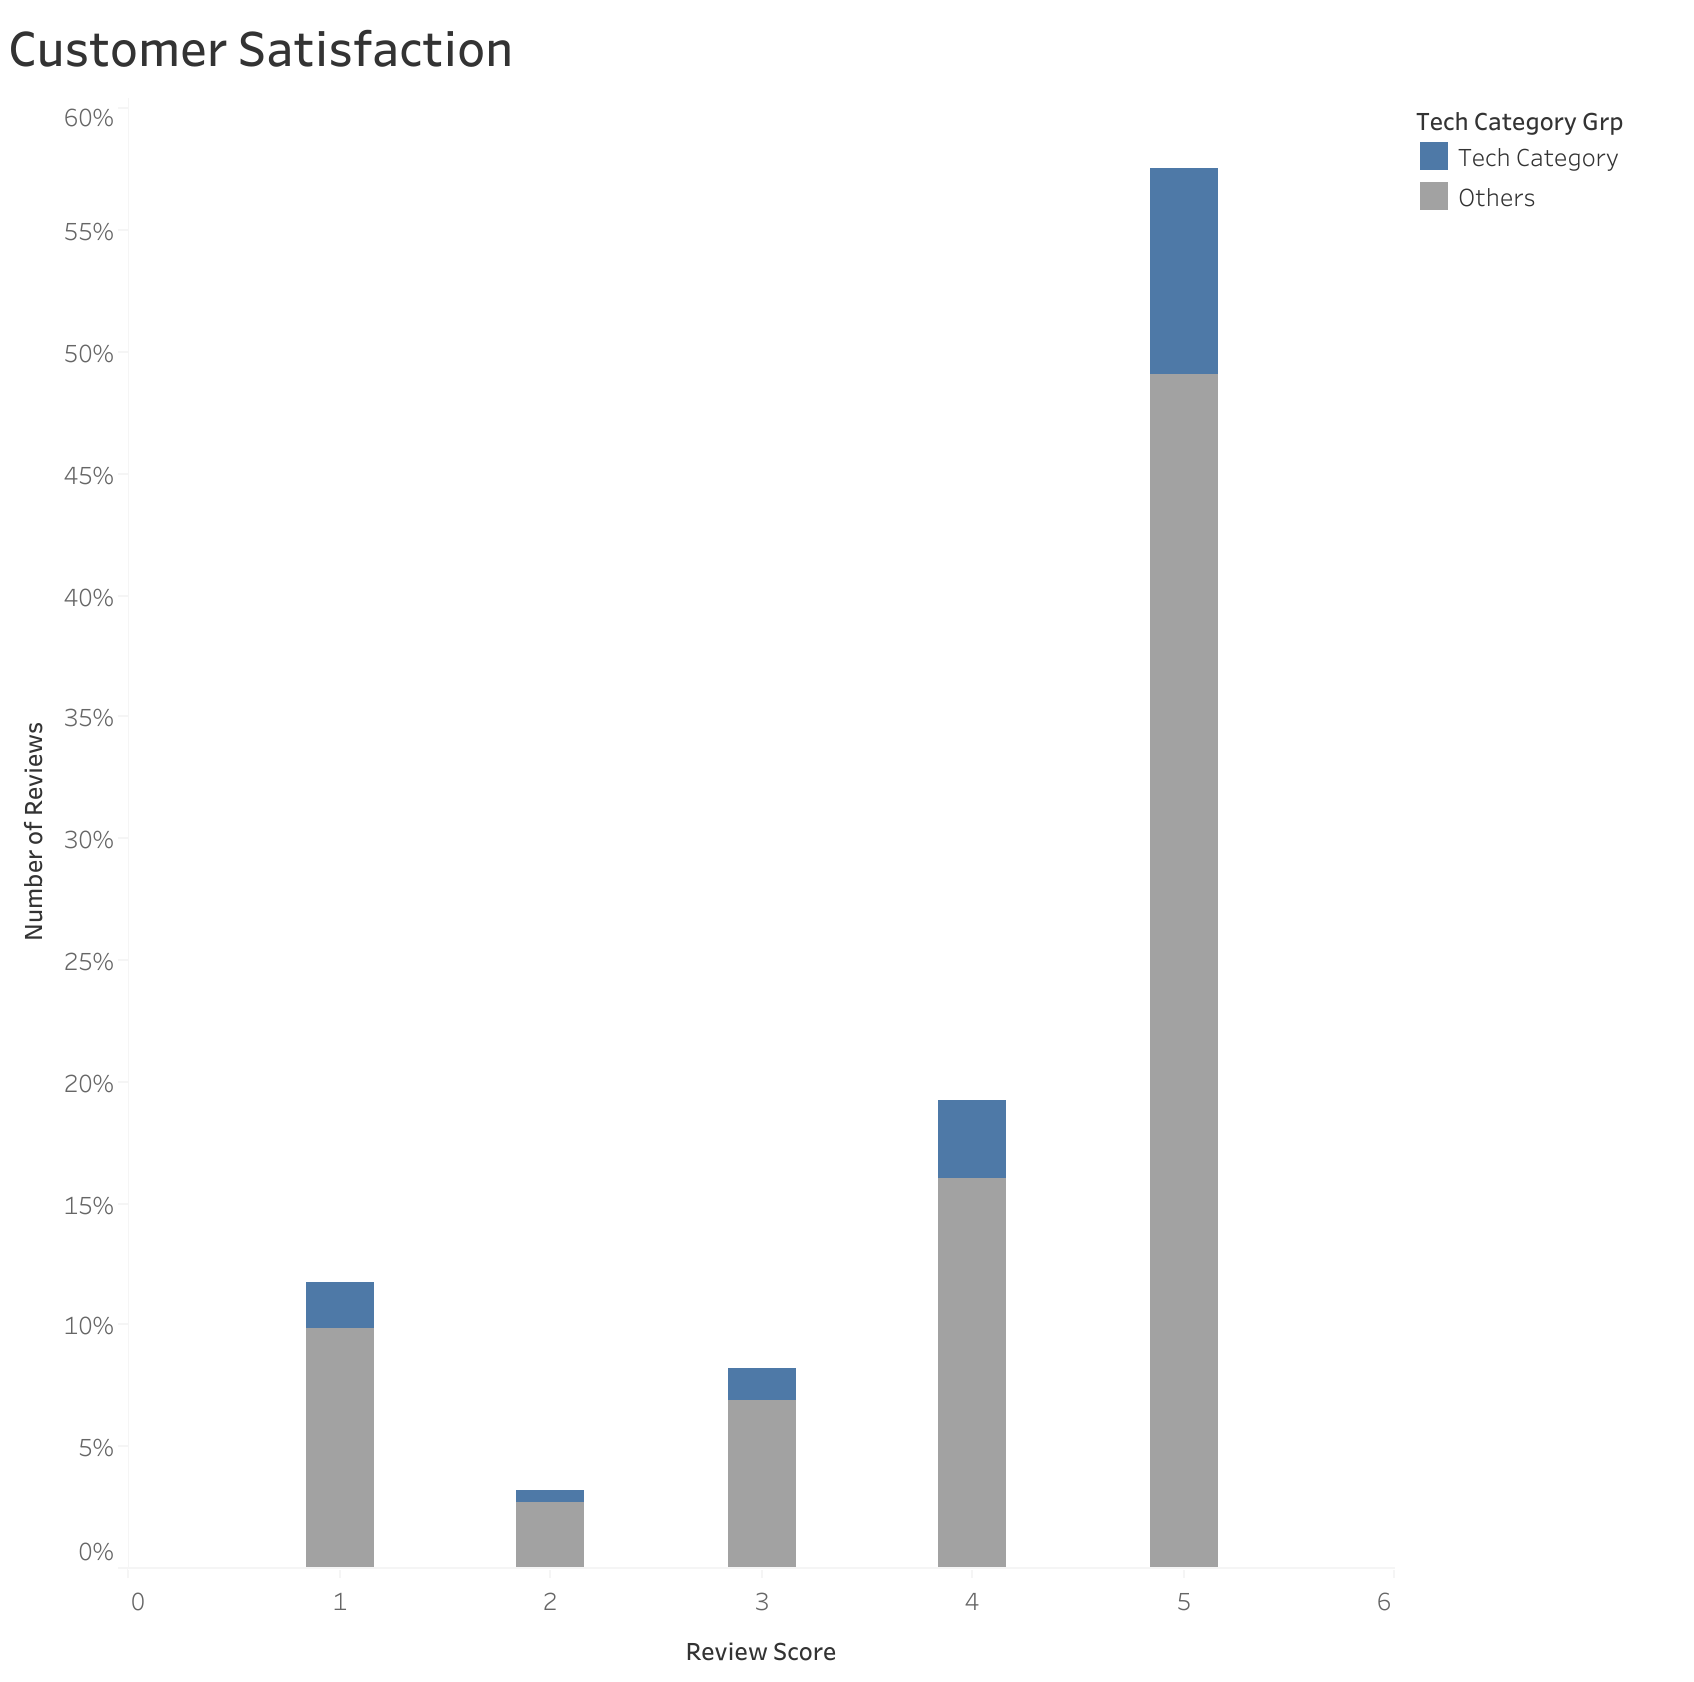 Customer Satisfaction
Tech Category Grp
Tech Category
Others
Number of Reviews
60%
55%
50%
45%
40%
35%
30%
25%
20%
15%
10%
5%
0%
0 1 2 3 4 5 6
Review Score